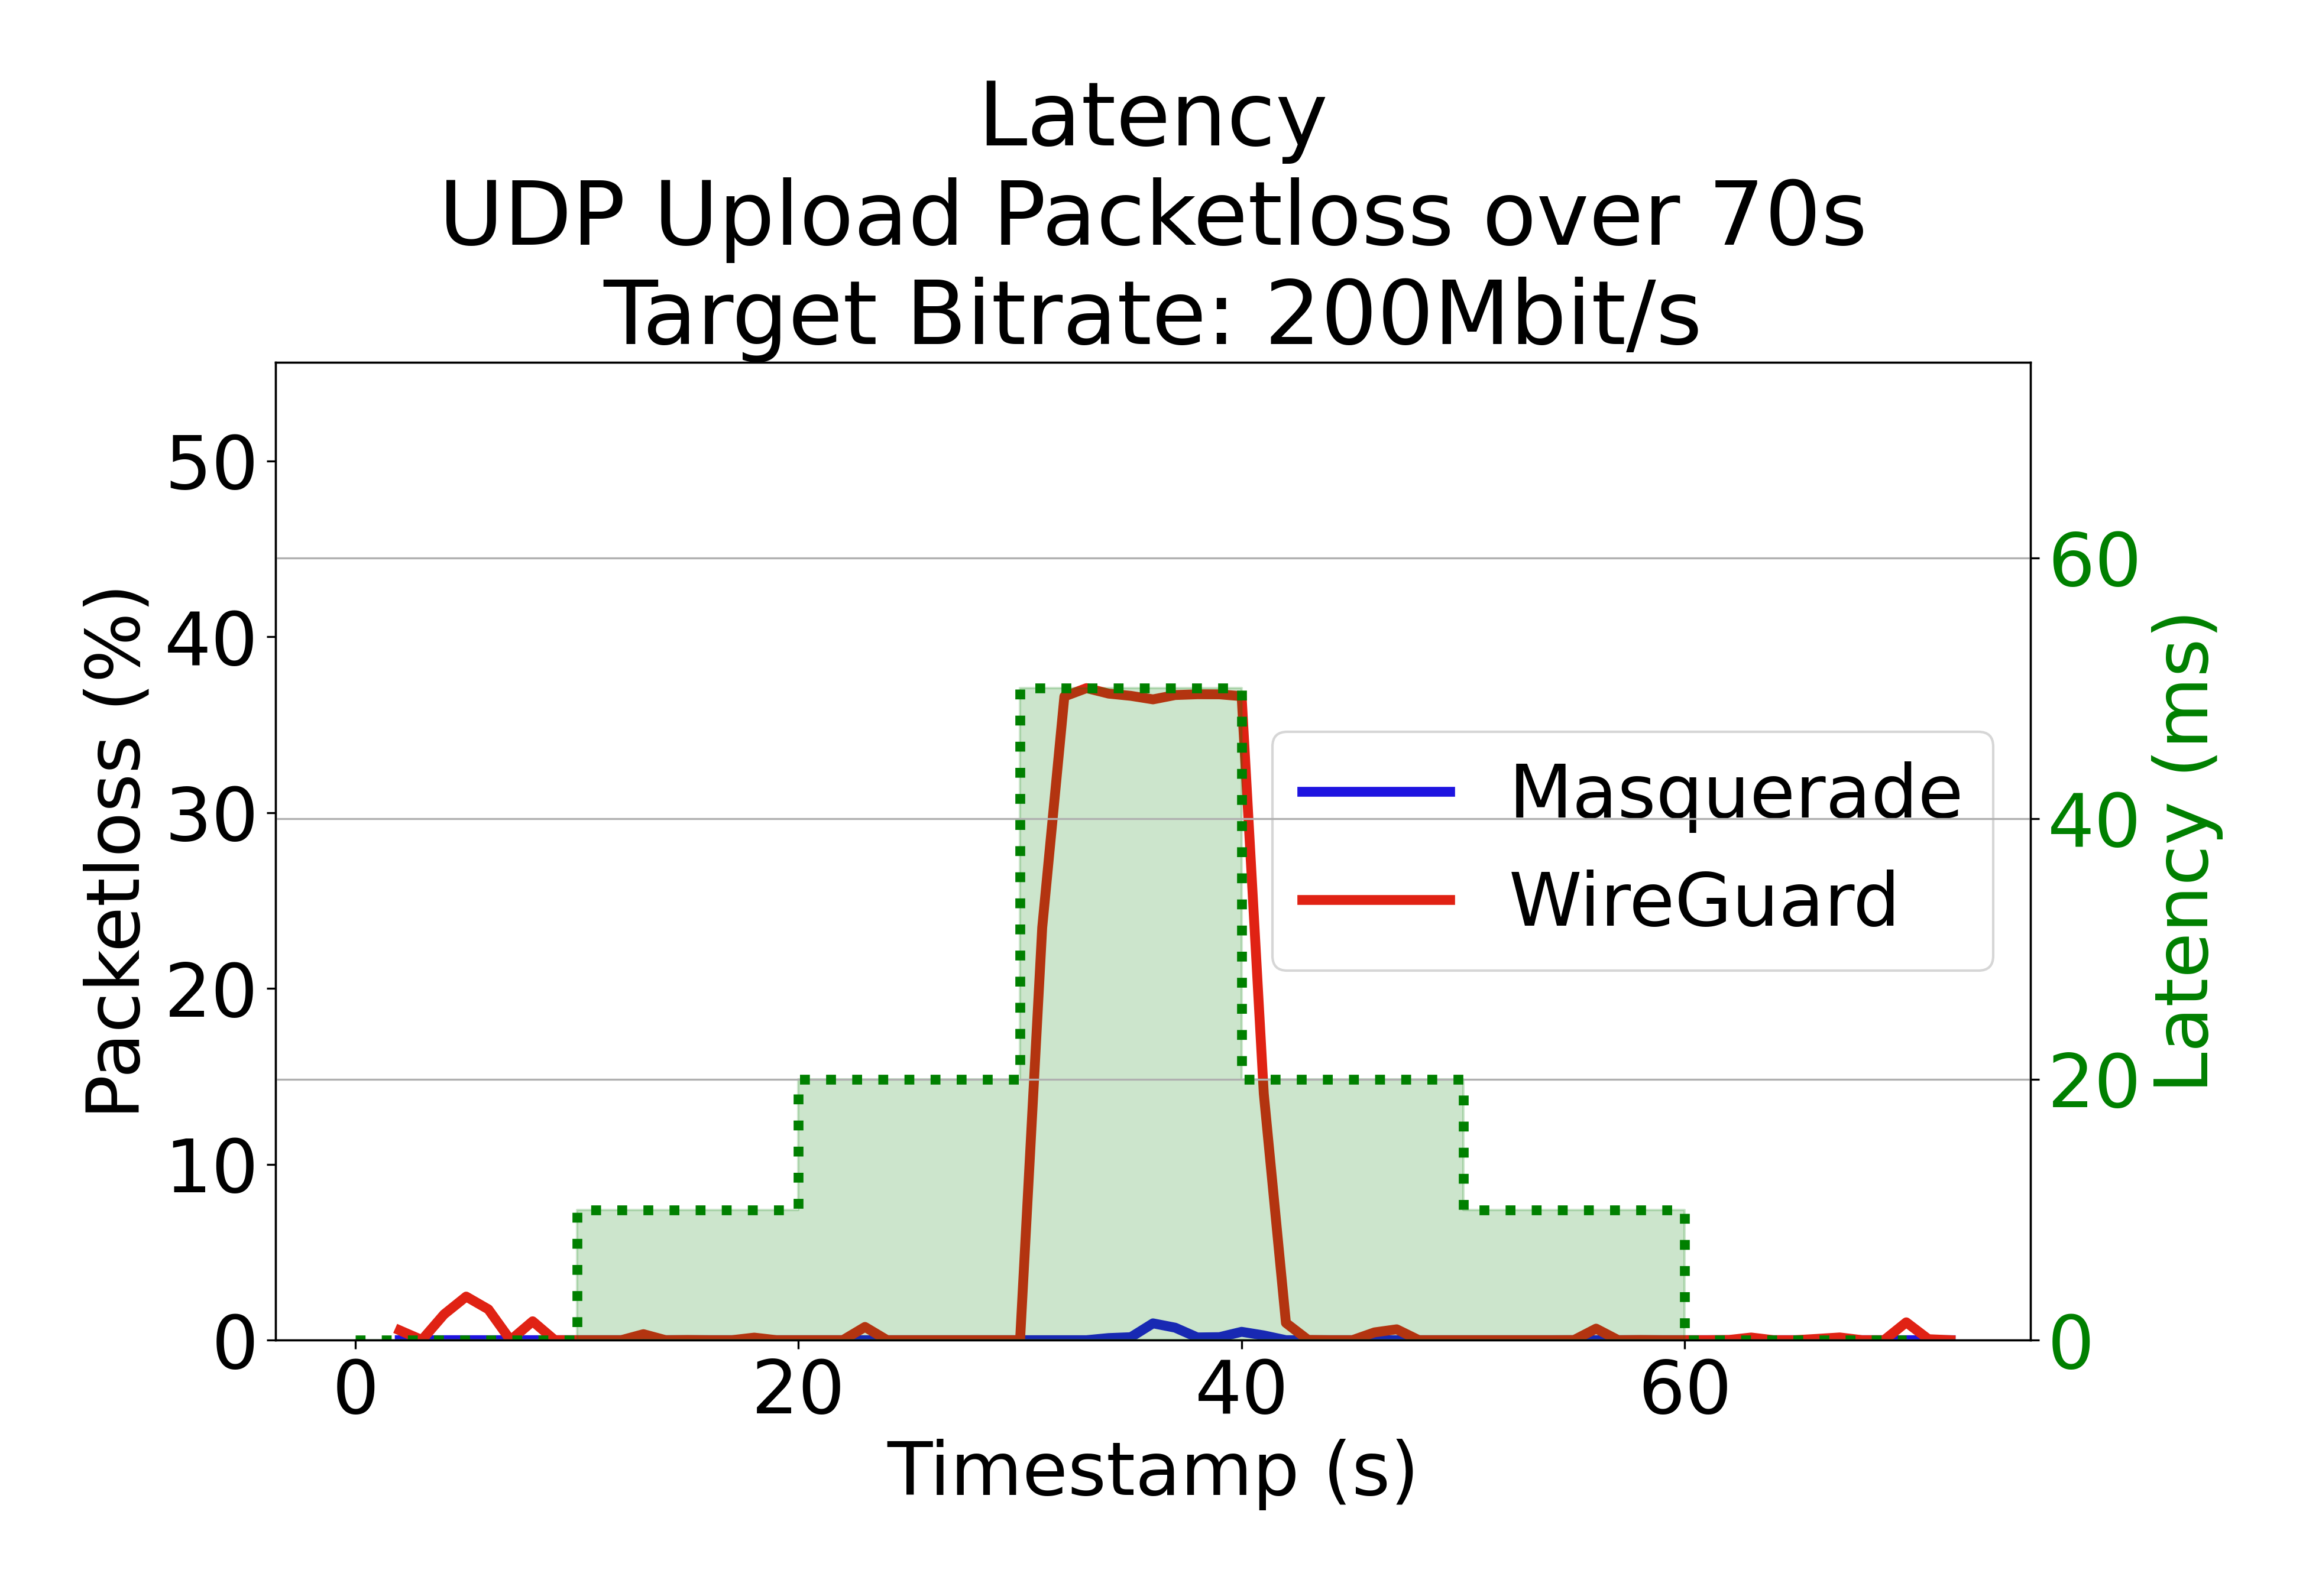 Latency
UDP Upload Packetloss over 70s
Target Bitrate: 200Mbit/s
Packetloss (%)
50
40
30
20
10
0
Masquerade
WireGuard
60
40
20
0
Latency (ms)
0 20 40 60
Timestamp (s)